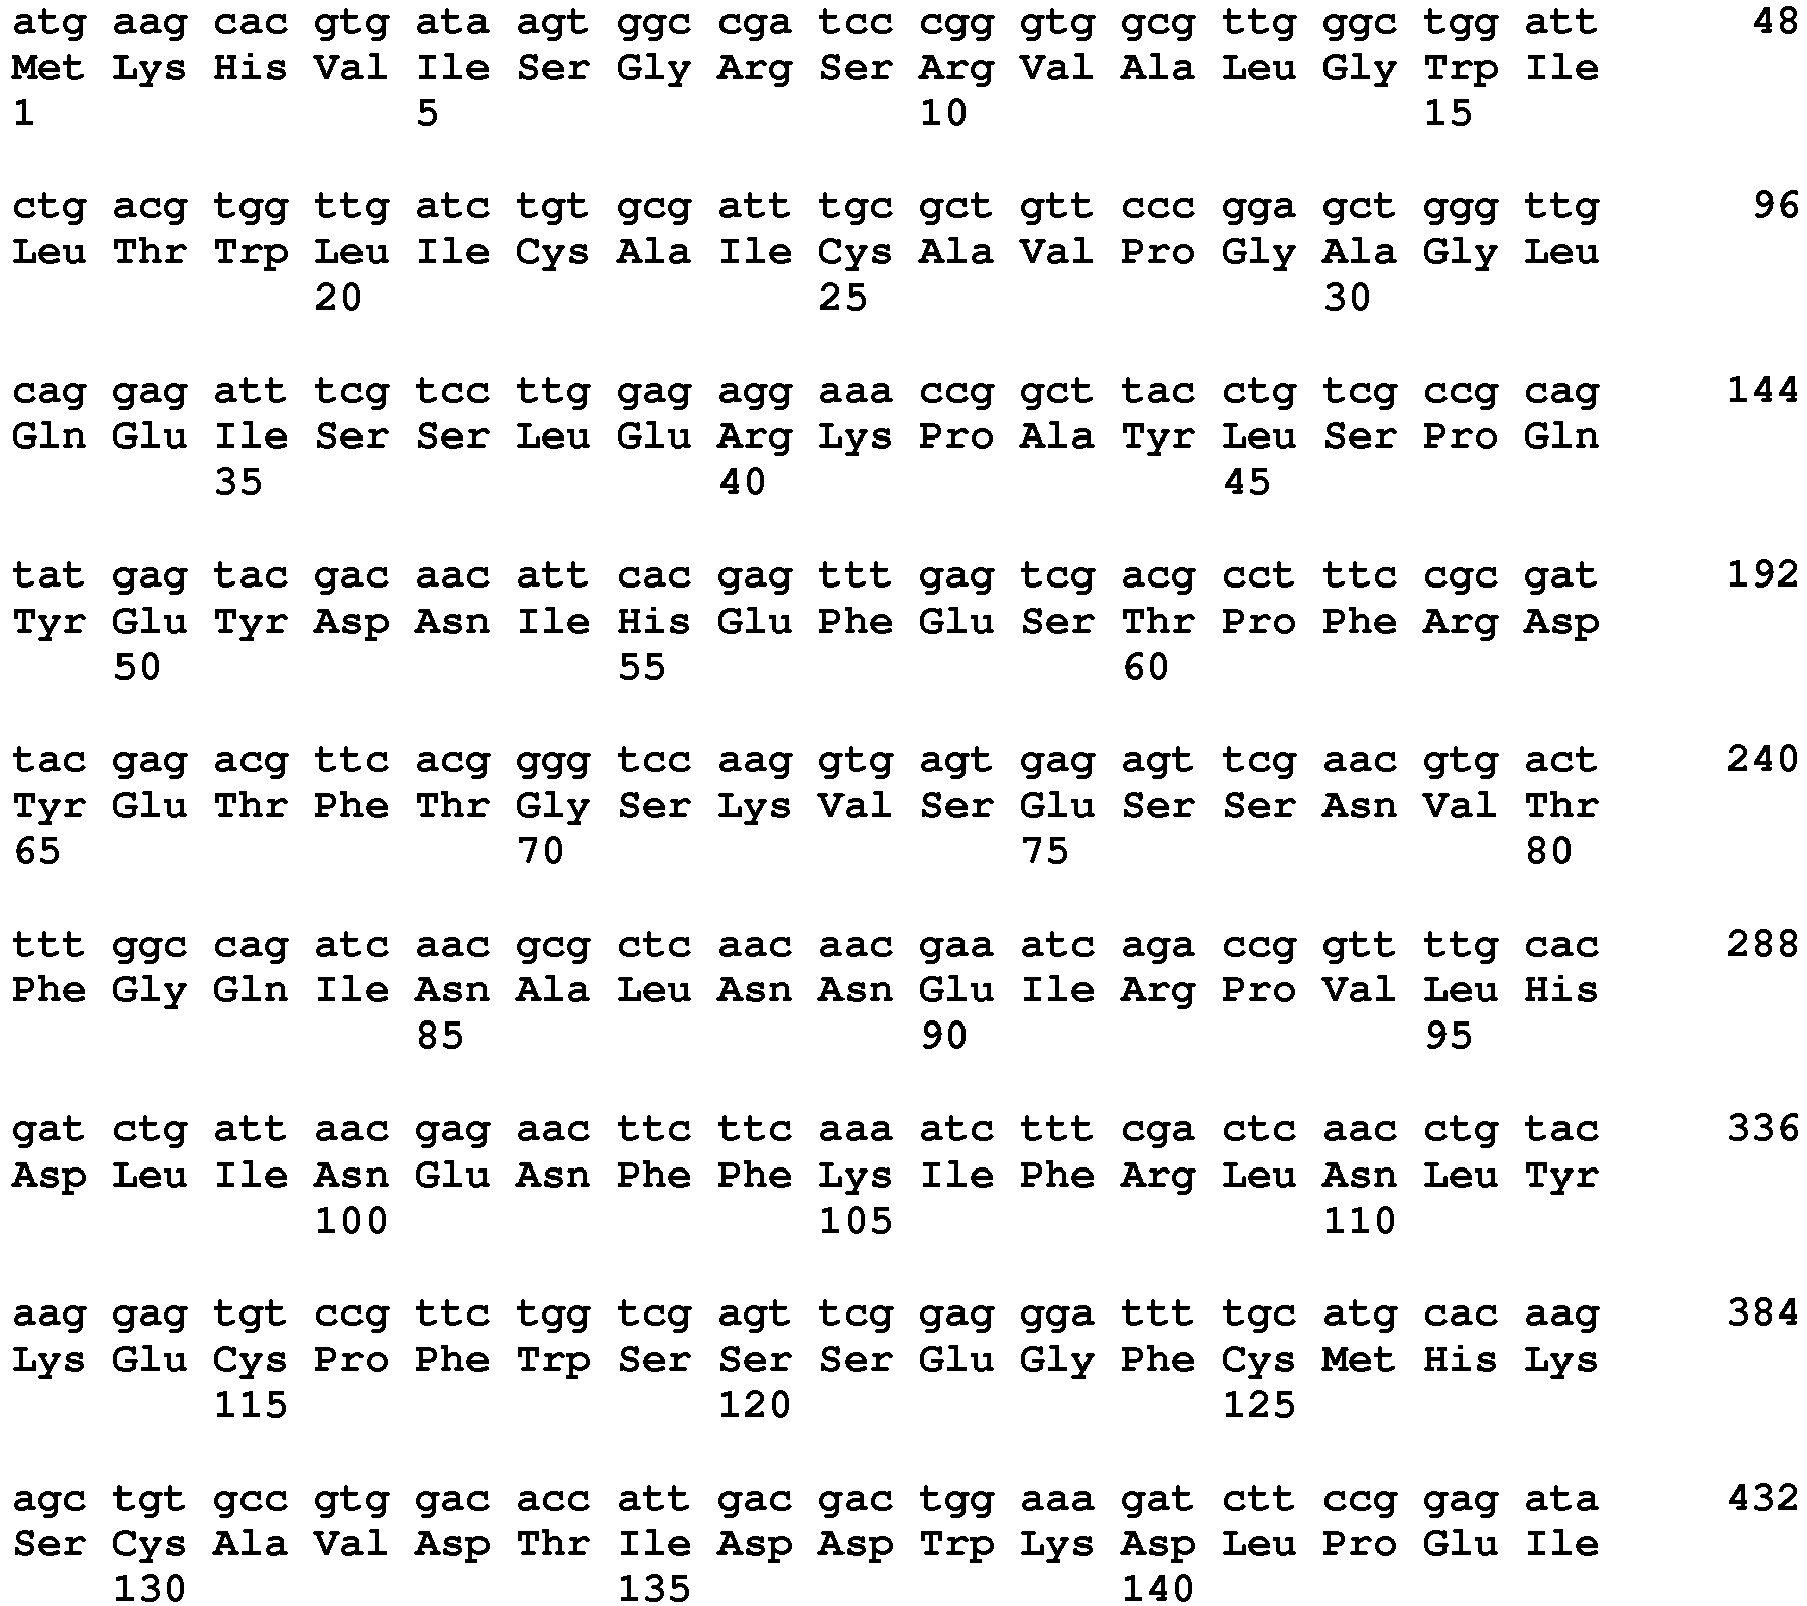 atg aag cac gtg ata agt ggc cga tcc cgg gtg gcg ttg ggc tgg att 48
Met Lys His Val Ile Ser Gly Arg Ser Arg Val Ala Leu Gly Trp Ile
1 5 10 15
ctg acg tgg ttg atc tgt gcg att tgc gct gtt ccc gga gct ggg ttg 96
Leu Thr Trp Leu Ile Cys Ala Ile Cys Ala Val Pro Gly Ala Gly Leu
20 25 30
cag gag att tcg tcc ttg gag agg aaa ccg gct tac ctg tcg ccg cag 144
Gln Glu Ile Ser Ser Leu Glu Arg Lys Pro Ala Tyr Leu Ser Pro Gln
35 40 45
tat gag tac gac aac att cac gag ttt gag tcg acg cct ttc cgc gat 192
Tyr Glu Tyr Asp Asn Ile His Glu Phe Glu Ser Thr Pro Phe Arg Asp
50 55 60
tac gag acg ttc acg ggg tcc aag gtg agt gag agt tcg aac gtg act 240
Tyr Glu Thr Phe Thr Gly Ser Lys Val Ser Glu Ser Ser Asn Val Thr
65 70 75 80
ttt ggc cag atc aac gcg ctc aac aac gaa atc aga ccg gtt ttg cac 288
Phe Gly Gln Ile Asn Ala Leu Asn Asn Glu Ile Arg Pro Val Leu His
85 90 95
gat ctg att aac gag aac ttc ttc aaa atc ttt cga ctc aac ctg tac 336
Asp Leu Ile Asn Glu Asn Phe Phe Lys Ile Phe Arg Leu Asn Leu Tyr
100 105 110
aag gag tgt ccg ttc tgg tcg agt tcg gag gga ttt tgc atg cac aag 384
Lys Glu Cys Pro Phe Trp Ser Ser Ser Glu Gly Phe Cys Met His Lys
115 120 125
agc tgt gcc gtg gac acc att gac gac tgg aaa gat ctt ccg gag ata 432
Ser Cys Ala Val Asp Thr Ile Asp Asp Trp Lys Asp Leu Pro Glu Ile
130 135 140